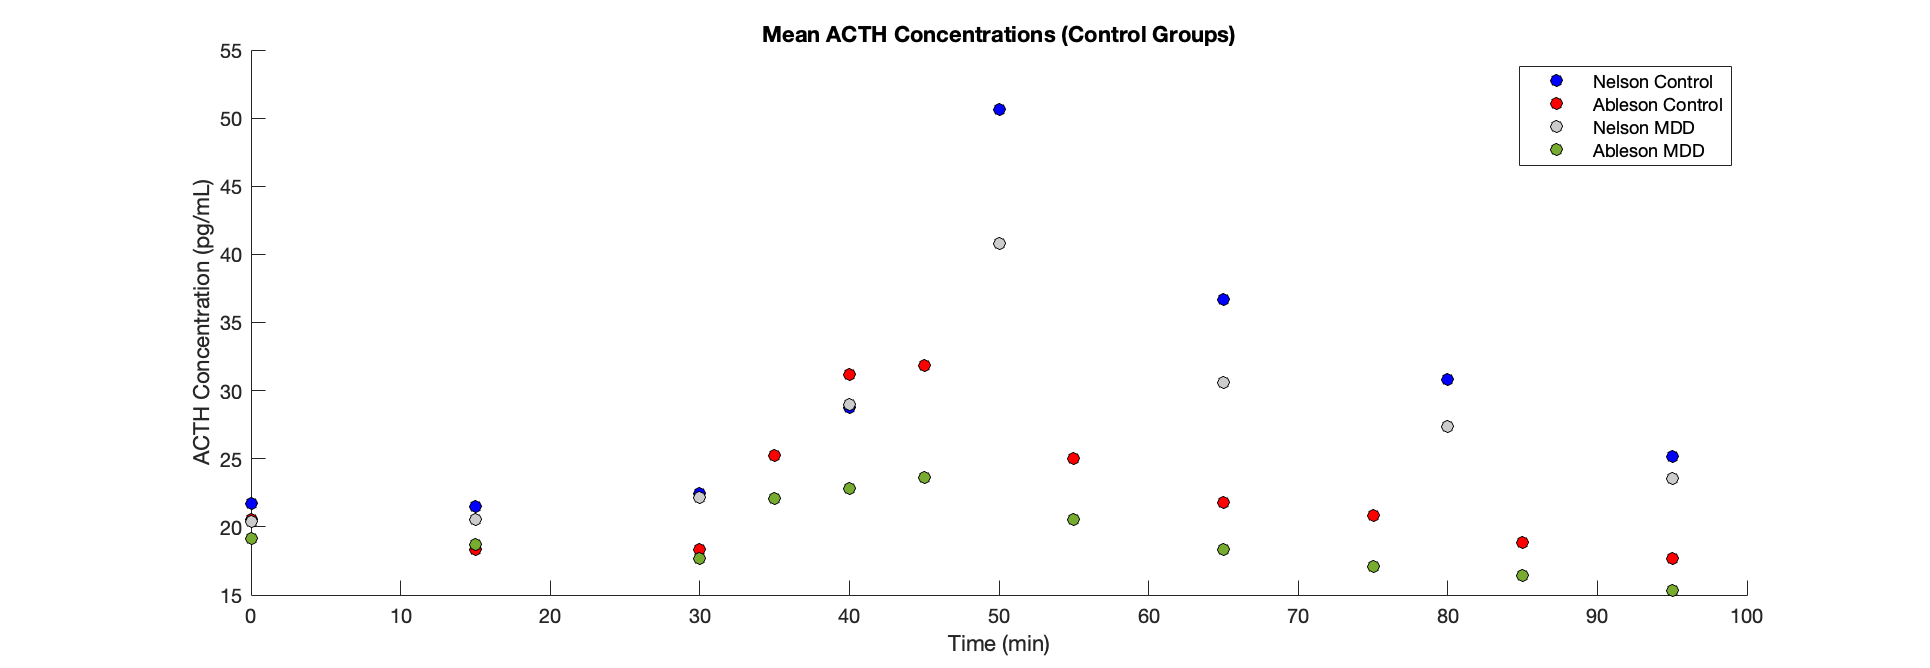 Mean ACTH Concentrations (Control Groups)
55
50
45
40
35
30
25
20
15
ACTH Concentration (pg/mL)
Nelson Control
Ableson Control
Nelson MDD
Ableson MDD
0 10 20 30 40 50 60 70 80 90 100
Time (min)